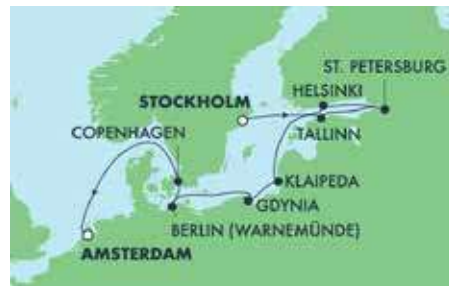 ST. PETERSBURG
HELSINKI
STOCKHOLM
TALLINN
COPENHAGEN
KLAIPEDA
GDYNIA
BERLIN (WARNEMÜNDE)
AMSTERDAM